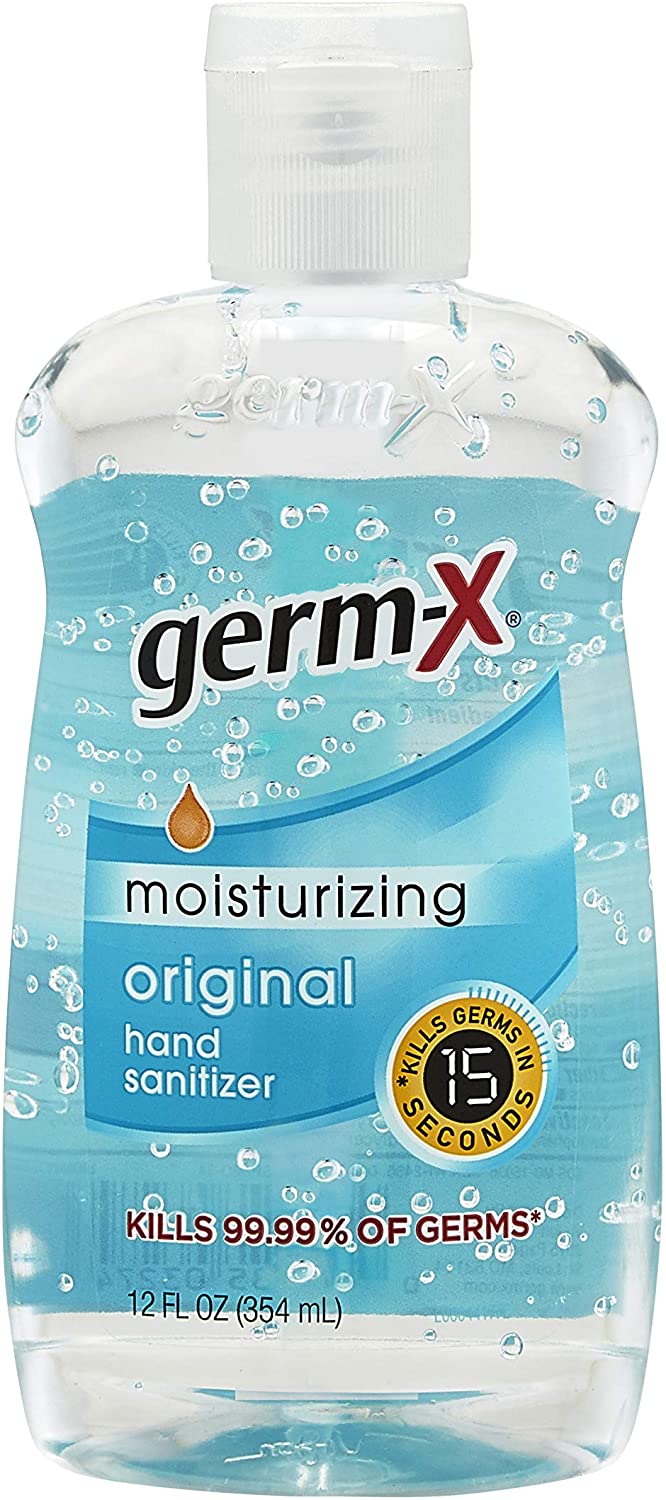 germ-X
germ-X®
moisturizing
original
hand
sanitizer
*KILLS GERMS IN
15
SECONDS
KILLS 99.99% OF GERMS*
12 FL OZ (354 mL)